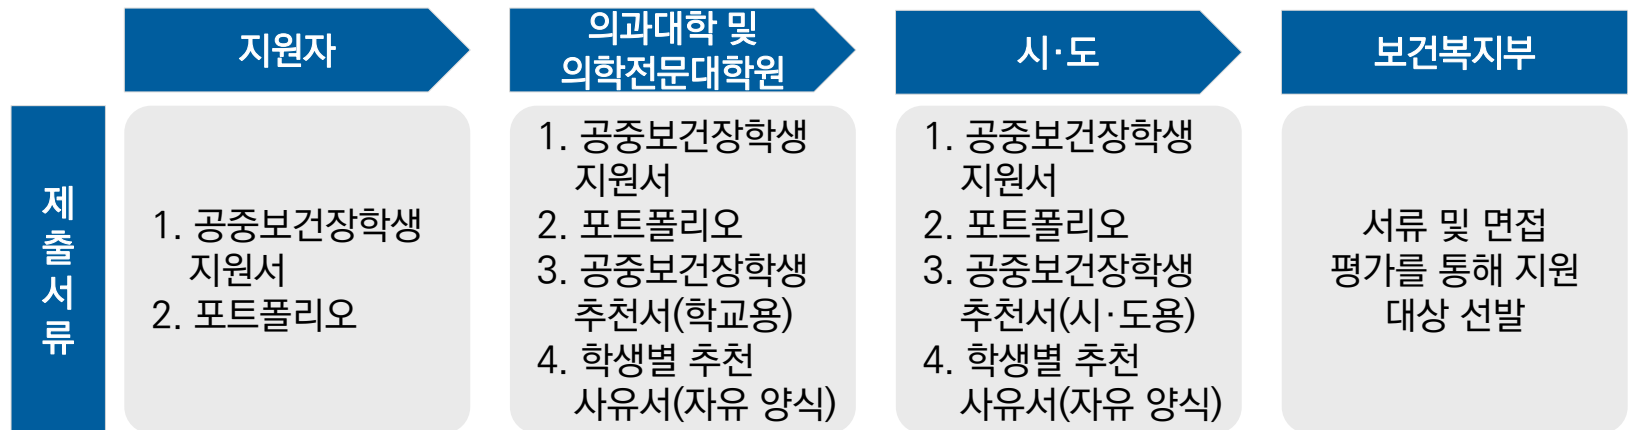 지원자
의과대학 및
의학전문대학원
시·도
보건복지부
제
출
서
류
1. 공중보건장학생
지원서
2. 포트폴리오
1. 공중보건장학생
지원서
2. 포트폴리오
3. 공중보건장학생
추천서(학교용)
4. 학생별 추천
사유서(자유 양식)
1. 공중보건장학생
지원서
2. 포트폴리오
3. 공중보건장학생
추천서(시·도용)
4. 학생별 추천
사유서(자유 양식)
서류 및 면접
평가를 통해 지원
대상 선발